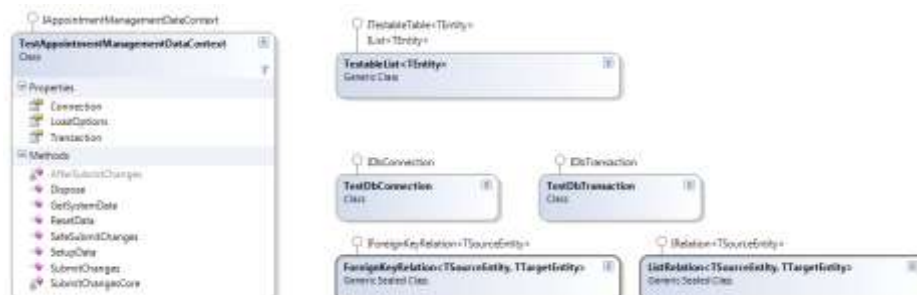 IAppointmentManagementDataContext
TestAppointmentManagementDataContext
Class
Properties
Connection
LoadOptions
Transaction
Methods
AfterSubmitChanges
Dispose
GetSystemData
ResetData
SafeSubmitChanges
SetupData
SubmitChanges
SubmitChangesCore
ITestableTable<TEntity>
IList<TEntity>
TestableList<TEntity>
Generic Class
IDbConnection
TestDbConnection
Class
IDbTransaction
TestDbTransaction
Class
IForeignKeyRelation<TSourceEntity>
ForeignKeyRelation<TSourceEntity, TTargetEntity>
Generic Sealed Class
IRelation<TSourceEntity>
ListRelation<TSourceEntity, TTargetEntity>
Generic Sealed Class